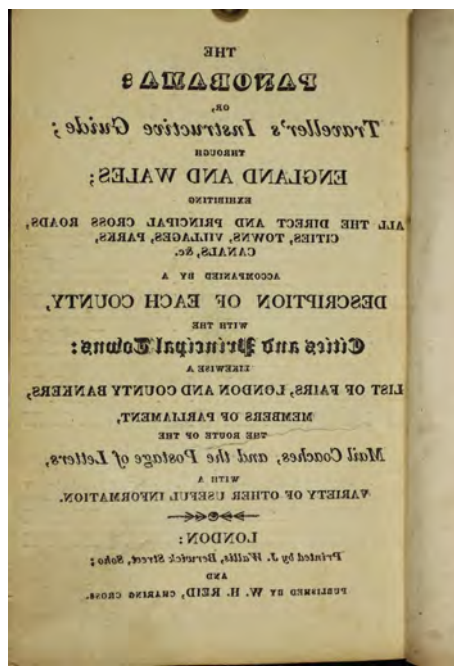 THE
PANORAMA:
OR,
Traveller's Instructive Guide;
THROUGH
ENGLAND AND WALES;
EXHIBITING
ALL THE DIRECT AND PRINCIPAL CROSS ROADS,
CITIES, TOWNS, VILLAGES, PARKS,
CANALS, &c.
ACCOMPANIED BY A
DESCRIPTION OF EACH COUNTY,
WITH THE
Cities and Principal Towns:
LIKEWISE A
LIST OF FAIRS, LONDON AND COUNTY BANKERS,
MEMBERS OF PARLIAMENT,
THE ROUTE OF THE
Mail Coaches, and the Postage of Letters,
WITH A
VARIETY OF OTHER USEFUL INFORMATION.
LONDON:
Printed by J. Wallis, Berwick Street, Soho;
AND
PUBLISHED BY W. H. REID, CHARING CROSS.